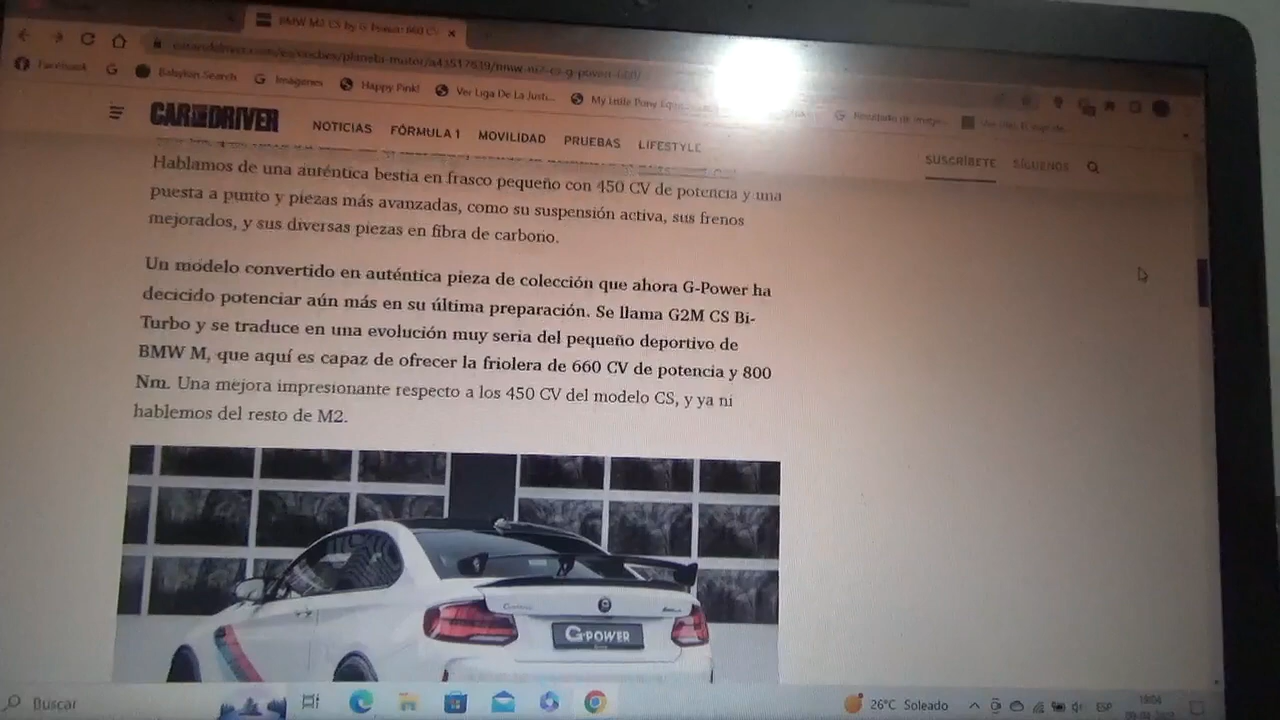 BMW M2 CS by G-Power: 660 CV
Facebook
Babylon Search
Imágenes
Happy Pink!
Ver Liga De La Justi...
My Little Pony
CAR AND DRIVER
NOTICIAS FÓRMULA 1 MOVILIDAD PRUEBAS LIFESTYLE
SUSCRÍBETE SÍGUENOS
Hablamos de una auténtica bestia en frasco pequeño con 450 CV de potencia y una
puesta a punto y piezas más avanzadas, como su suspensión activa, sus frenos
mejorados, y sus diversas piezas en fibra de carbono.
Un modelo convertido en auténtica pieza de colección que ahora G-Power ha
decicido potenciar aún más en su última preparación. Se llama G2M CS Bi-
Turbo y se traduce en una evolución muy seria del pequeño deportivo de
BMW M, que aquí es capaz de ofrecer la friolera de 660 CV de potencia y 800
Nm. Una mejora impresionante respecto a los 450 CV del modelo CS, y ya ni
hablemos del resto de M2.
G-POWER
Buscar
26°C Soleado
ESP